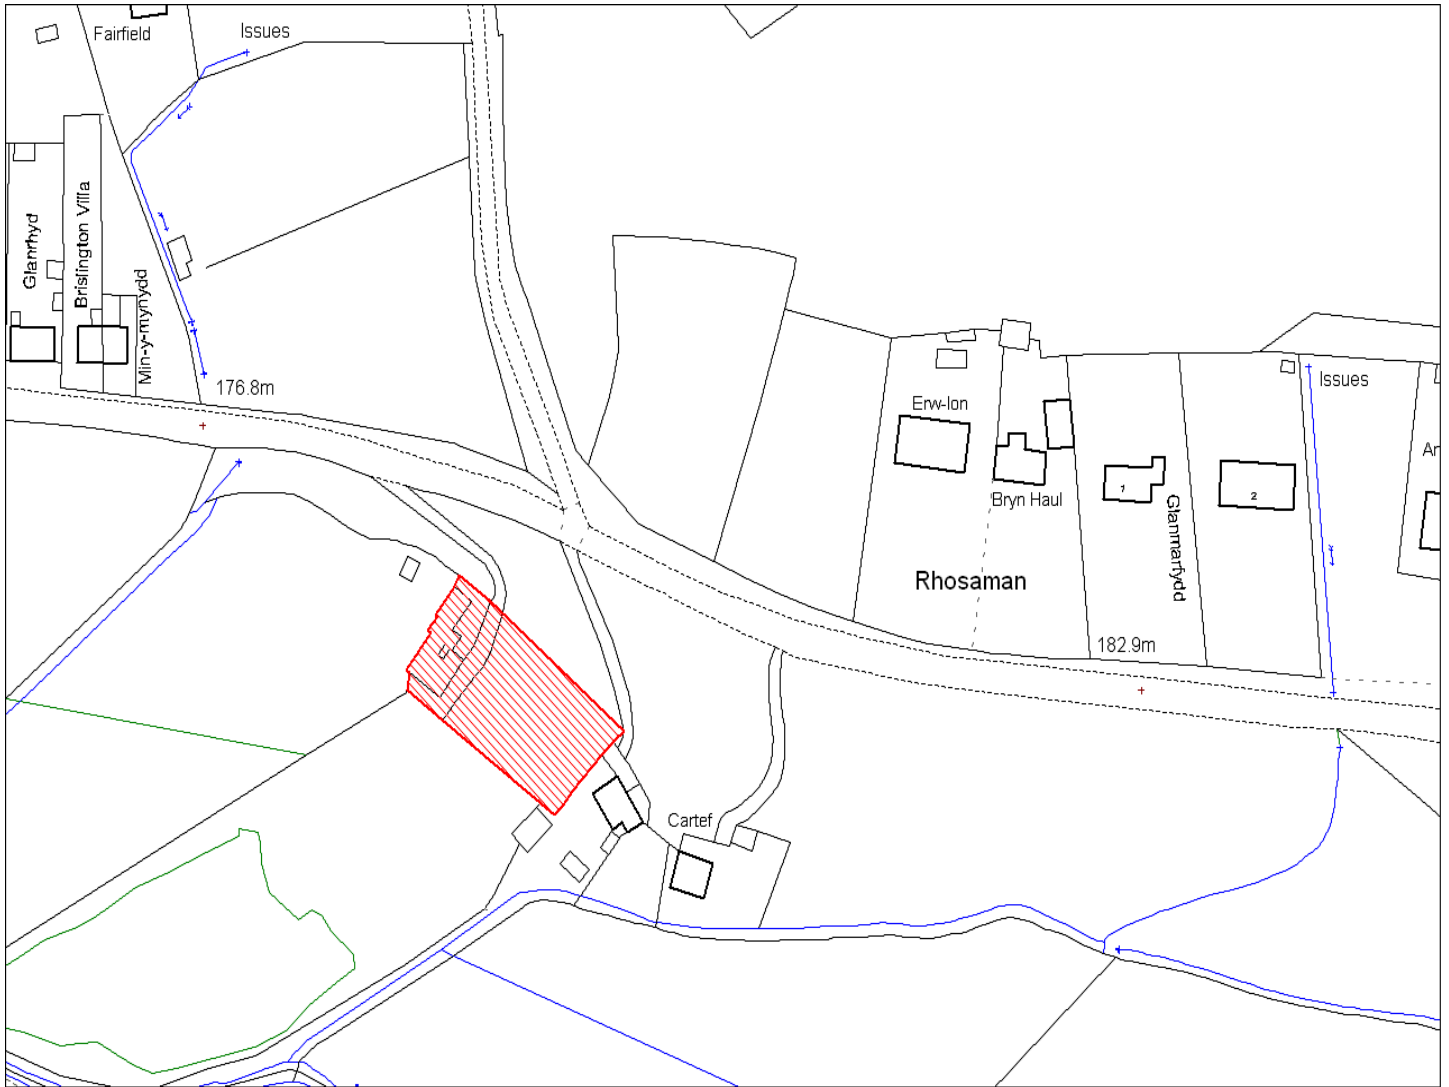 Fairfield
Issues
Glanrhyd
Brislington Villa
Min-y-mynydd
176.8m
Erw-lon
Bryn Haul
1
Glanmarlydd
2
Issues
Rhosaman
182.9m
Cartef